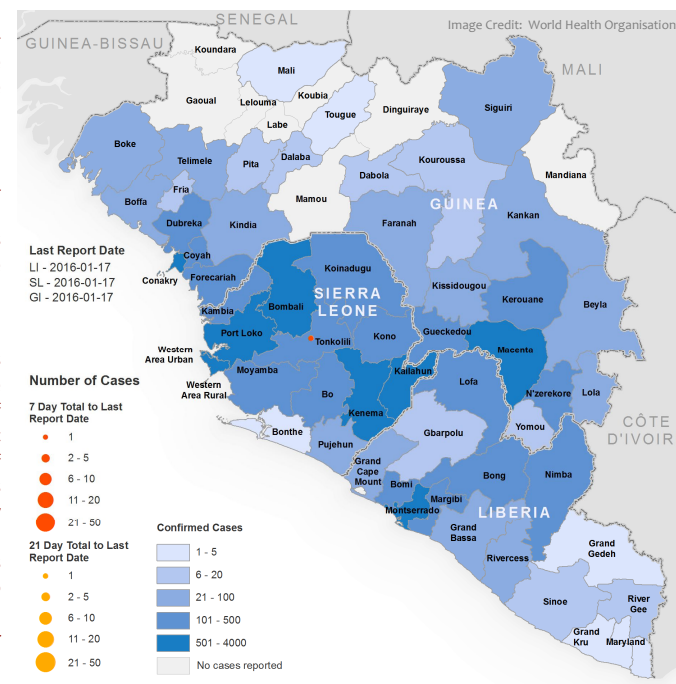 SENEGAL
Image Credit: World Health Organisation
GUINEA-BISSAU
Koundara
MALI
Mali
Koubia
Gaoual
Lelouma
Dinguiraye
Siguiri
Tougue
Labe
Boke
Telimele
Pita
Dalaba
Kouroussa
Dabola
Mandiana
Fria
Mamou
GUINEA
Boffa
Kankan
Dubreka
Kindia
Faranah
Last Report Date
LI - 2016-01-17
SL - 2016-01-17
GI - 2016-01-17
Coyah
Conakry
Forecariah
Koinadugu
Kissidougou
Kerouane
Beyla
SIERRA
LEONE
Bombali
Kambia
Port Loko
Tonkolili
Kono
Gueckedou
Macenta
Western
Area Urban
Moyamba
Kailahun
Lofa
Western
Area Rural
Bo
N'zerekore
Lola
Kenema
Yomou
CÔTE
D'IVOIR
Bonthe
Pujehun
Gbarpolu
Grand
Cape
Mount
Bomi
Bong
Nimba
Margibi
Montserrado
LIBERIA
Grand
Bassa
Rivercess
Grand
Gedeh
Sinoe
River
Gee
Grand
Kru
Maryland
Number of Cases
7 Day Total to Last
Report Date
1
2 - 5
6 - 10
11 - 20
21 - 50
21 Day Total to Last
Report Date
1
2 - 5
6 - 10
11 - 20
21 - 50
Confirmed Cases
1 - 5
6 - 20
21 - 100
101 - 500
501 - 4000
No cases reported